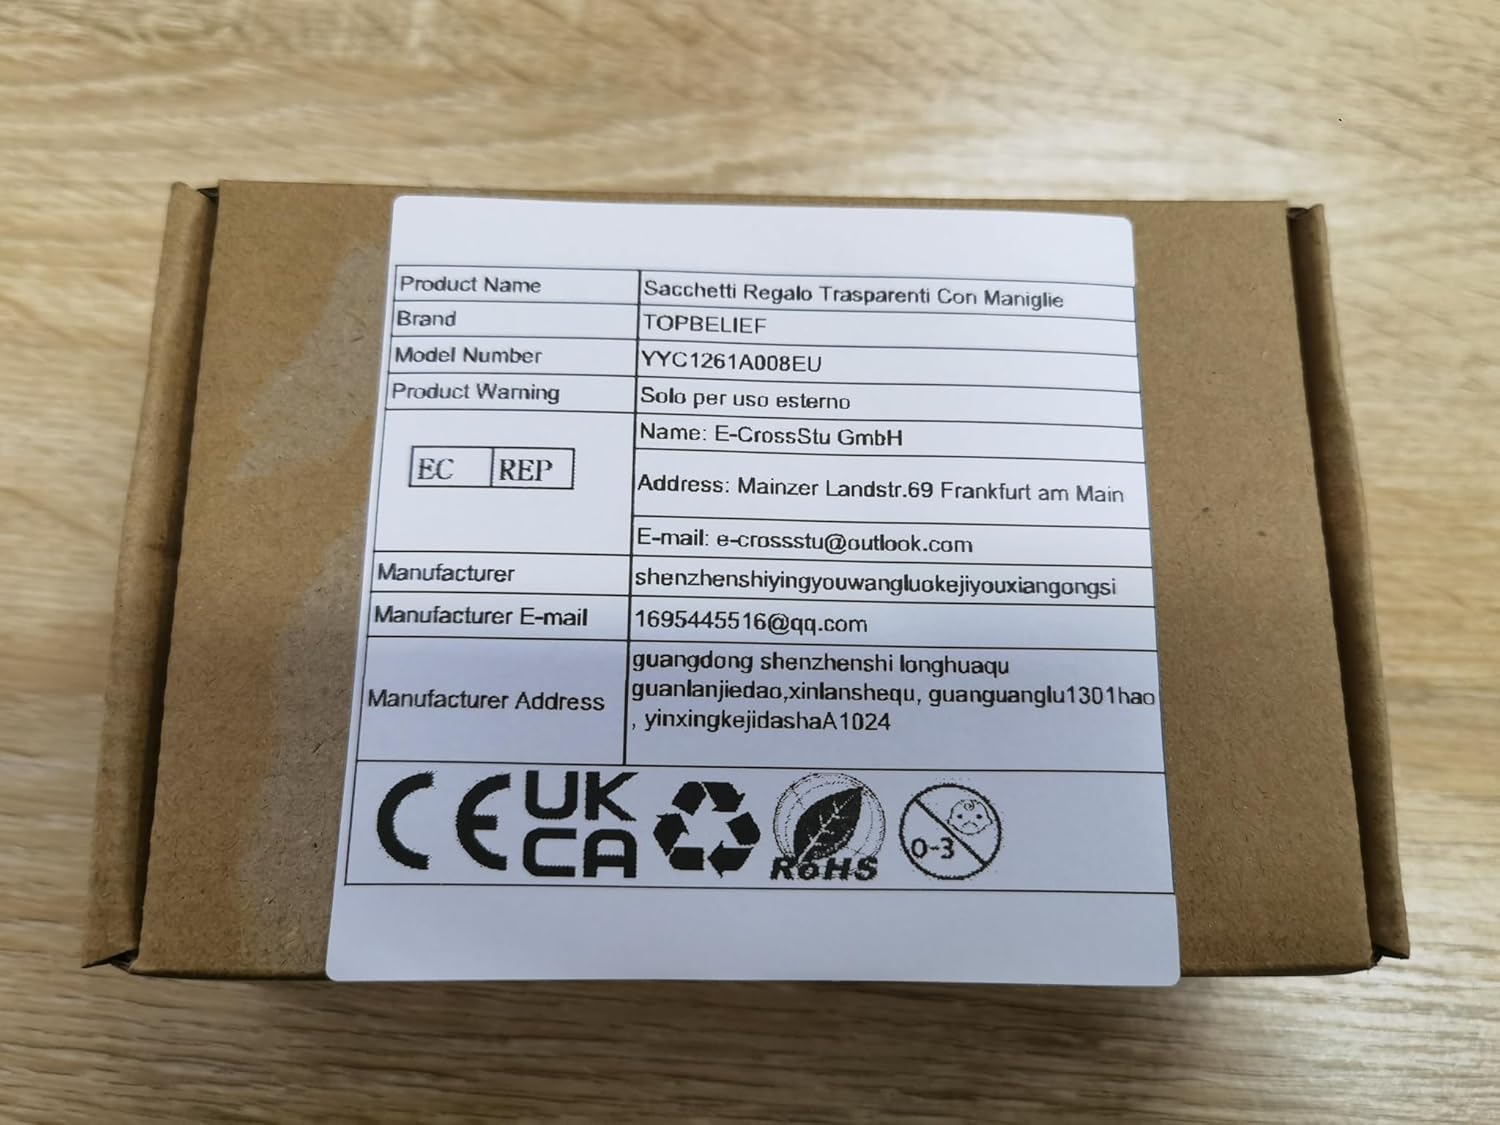 Product Name Sacchetti Regalo Trasparenti Con Maniglie
Brand TOPBELIEF
Model Number YYC1261A008EU
Product Warning Solo per uso esterno
EC REP
Name: E-CrossStu GmbH
Address: Mainzer Landstr.69 Frankfurt am Main
E-mail: e-crossstu@outlook.com
Manufacturer shenzhenshiyingyouwangluokejiyouxiangongsi
Manufacturer E-mail 1695445516@qq.com
Manufacturer Address
guangdong shenzhenshi longhuaqu
guanlanjiedao,xinlanshequ, guanguanglu1301hao
, yinxingkejidashaA1024
CE UK
CA
RoHS
0-3